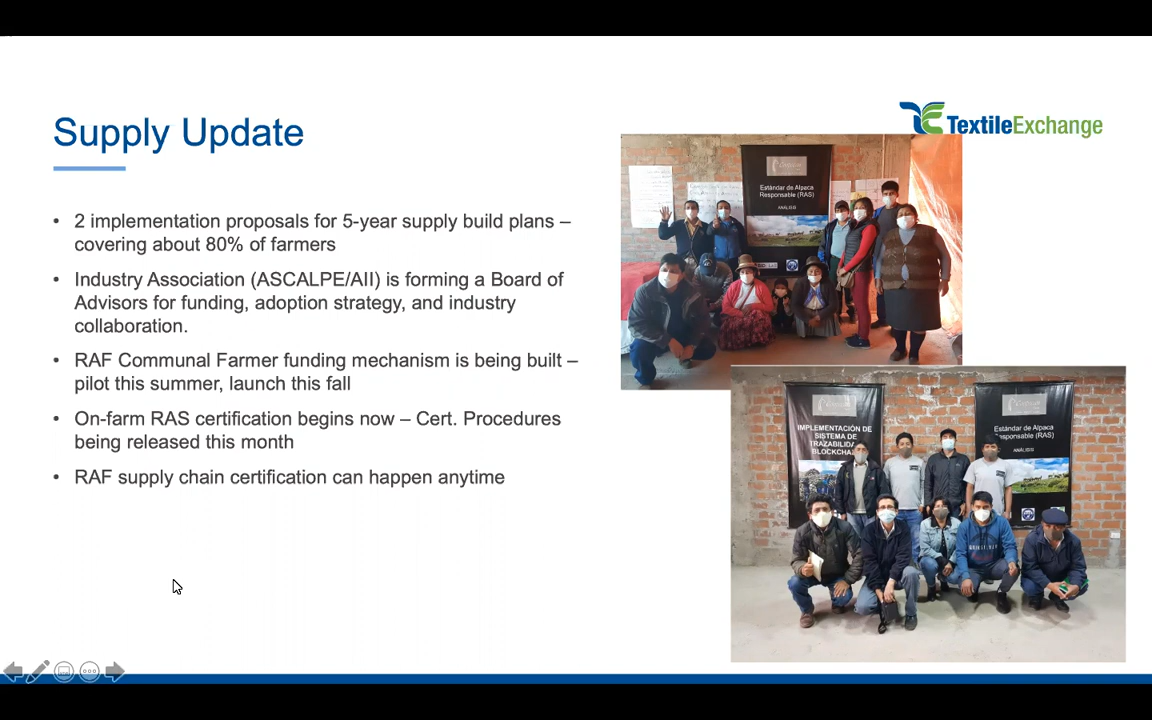 Supply Update
TextileExchange
• 2 implementation proposals for 5-year supply build plans –
covering about 80% of farmers
• Industry Association (ASCALPE/AII) is forming a Board of
Advisors for funding, adoption strategy, and industry
collaboration.
• RAF Communal Farmer funding mechanism is being built –
pilot this summer, launch this fall
• On-farm RAS certification begins now – Cert. Procedures
being released this month
• RAF supply chain certification can happen anytime
Estándar de Alpaca
Responsable (RAS)
ANÁLISIS
IMPLEMENTACIÓN DE
SISTEMA DE
TRAZABILIDA
BLOCKCHA
Estándar de Alpaca
Responsable (RAS)
ANÁLISIS